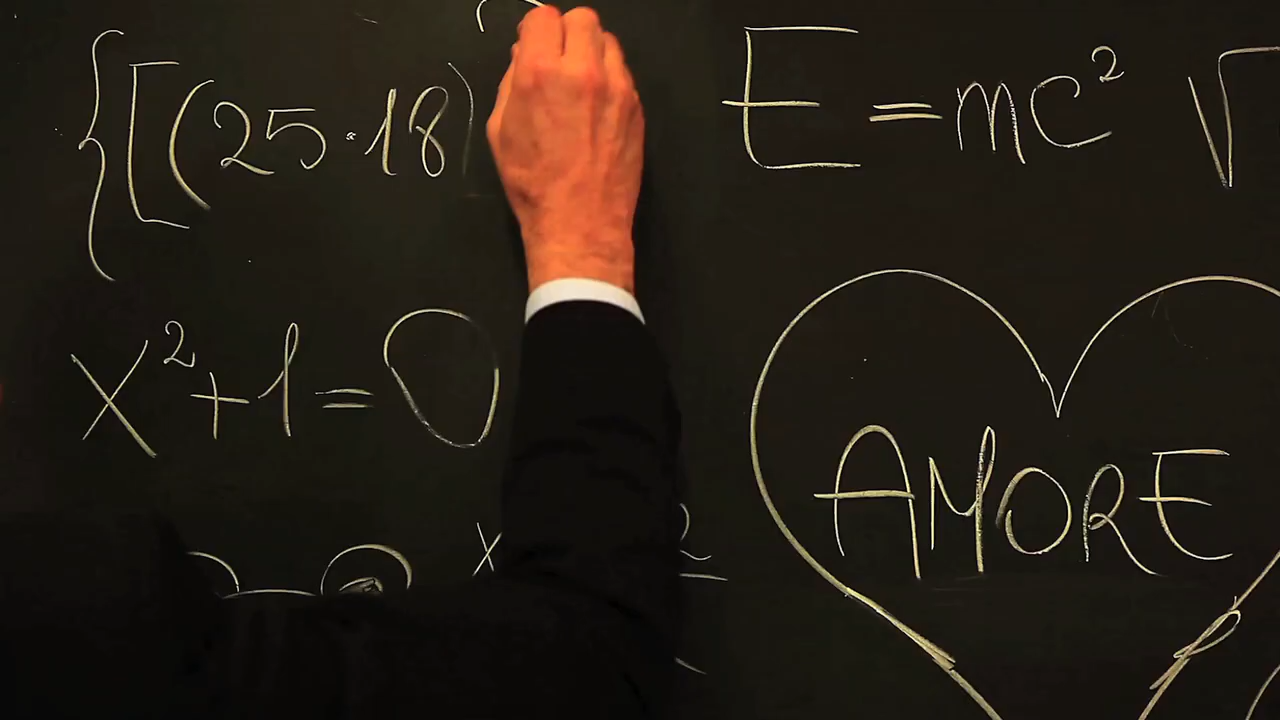 {[(25·18)
E=mc² √
x²+1=0
AMORE
x